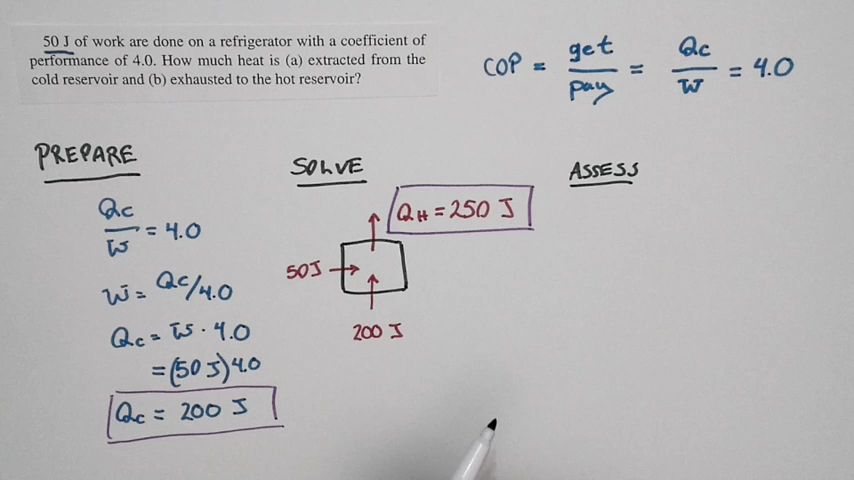 50 J of work are done on a refrigerator with a coefficient of
performance of 4.0. How much heat is (a) extracted from the
cold reservoir and (b) exhausted to the hot reservoir?
COP = get/pay = Qc/W = 4.0
PREPARE
Qc/W = 4.0
W = Qc/4.0
Qc = W · 4.0
= (50 J) 4.0
Qc = 200 J
SOLVE
QH = 250 J
50J
200 J
ASSESS